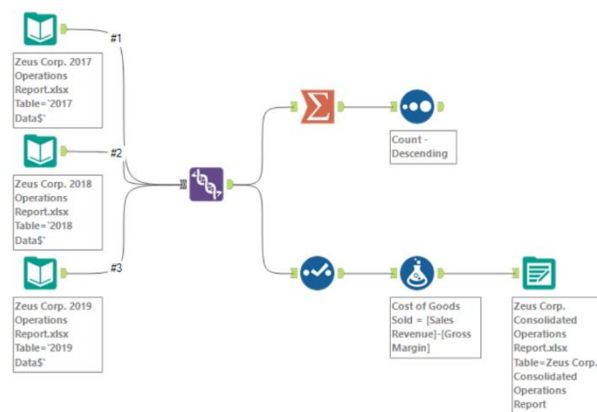 #1
Zeus Corp. 2017
Operations
Report.xlsx
Table=`2017
Data$`
#2
Zeus Corp. 2018
Operations
Report.xlsx
Table=`2018
Data$`
#3
Zeus Corp. 2019
Operations
Report.xlsx
Table=`2019
Data$`
Count -
Descending
Cost of Goods
Sold = [Sales
Revenue]-[Gross
Margin]
Zeus Corp.
Consolidated
Operations
Report.xlsx
Table=Zeus Corp.
Consolidated
Operations
Report